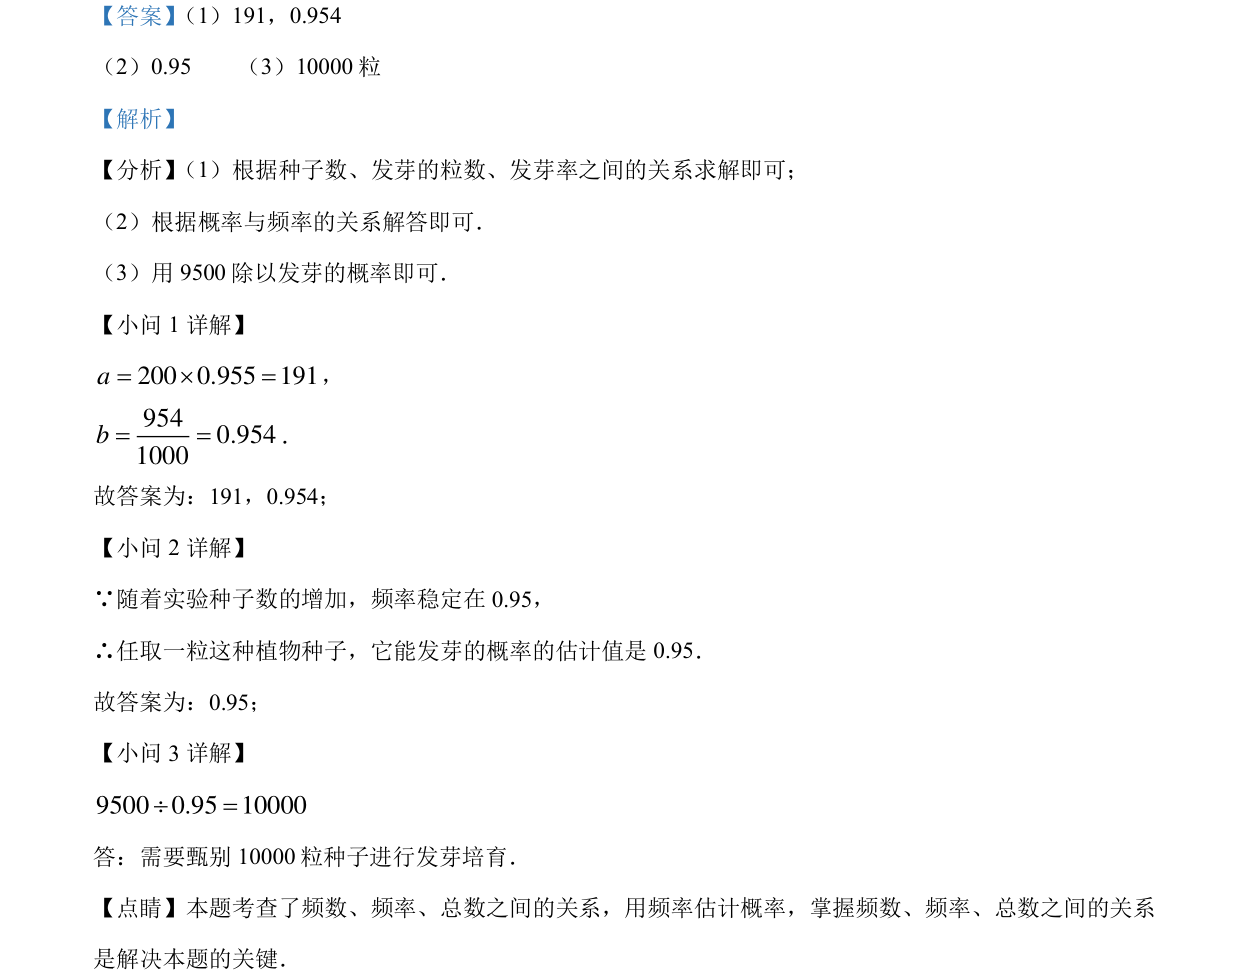 【答案】（1）191，0.954
（2）0.95 （3）10000 粒
【解析】
【分析】（1）根据种子数、发芽的粒数、发芽率之间的关系求解即可；
（2）根据概率与频率的关系解答即可．
（3）用 9500 除以发芽的概率即可．
【小问 1 详解】
a = 200×0.955 = 191，
b = 954/1000 = 0.954．
故答案为：191，0.954；
【小问 2 详解】
∵随着实验种子数的增加，频率稳定在 0.95，
∴任取一粒这种植物种子，它能发芽的概率的估计值是 0.95．
故答案为：0.95；
【小问 3 详解】
9500÷0.95 = 10000
答：需要甄别 10000 粒种子进行发芽培育．
【点睛】本题考查了频数、频率、总数之间的关系，用频率估计概率，掌握频数、频率、总数之间的关系
是解决本题的关键．